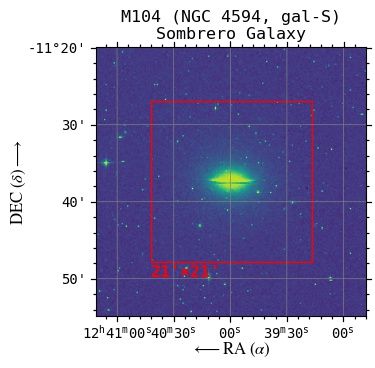 M104 (NGC 4594, gal-S)
Sombrero Galaxy
-11°20'
30'
40'
50'
21'x21'
12ʰ41ᵐ00ˢ 40ᵐ30ˢ 00ˢ 39ᵐ30ˢ 00ˢ
⟵ RA (α)
DEC (δ) ⟶